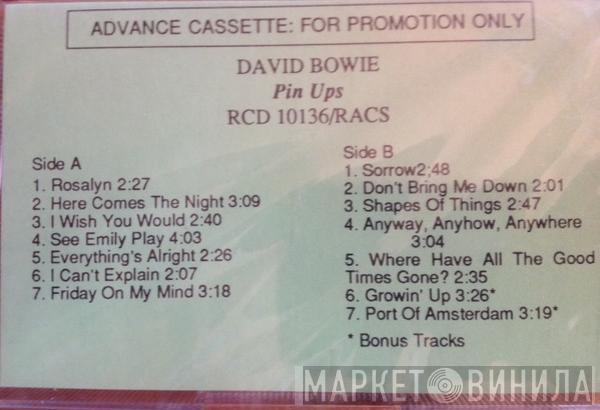 ADVANCE CASSETTE: FOR PROMOTION ONLY
DAVID BOWIE
Pin Ups
RCD 10136/RACS
Side A
1. Rosalyn 2:27
2. Here Comes The Night 3:09
3. I Wish You Would 2:40
4. See Emily Play 4:03
5. Everything's Alright 2:26
6. I Can't Explain 2:07
7. Friday On My Mind 3:18
Side B
1. Sorrow2;48
2. Don't Bring Me Down 2:01
3. Shapes Of Things 2:47
4. Anyway, Anyhow, Anywhere
3:04
5. Where Have All The Good
Times Gone? 2:35
6. Growin' Up 3:26*
7. Port Of Amsterdam 3:19*
* Bonus Tracks
МАРКЕТ ВИНИЛА